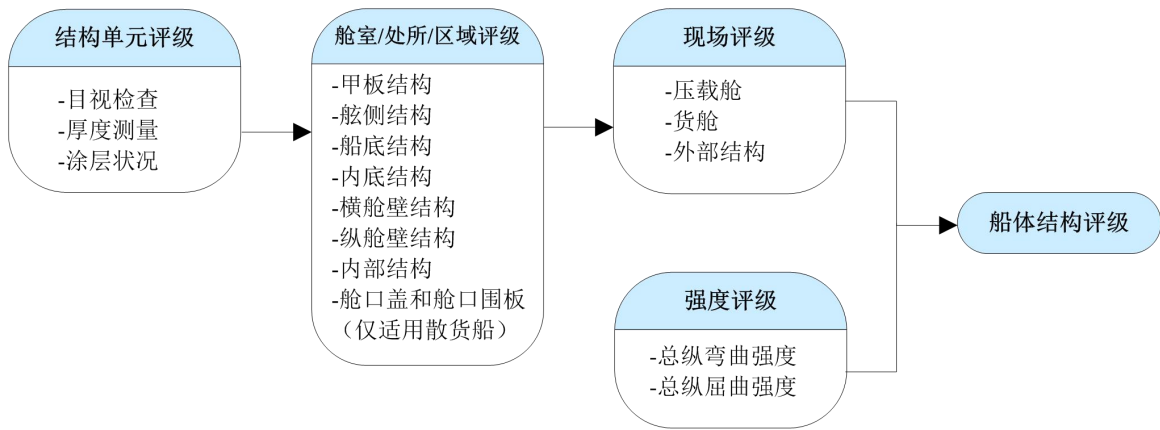 结构单元评级
-目视检查
-厚度测量
-涂层状况
舱室/处所/区域评级
-甲板结构
-舷侧结构
-船底结构
-内底结构
-横舱壁结构
-纵舱壁结构
-内部结构
-舱口盖和舱口围板
（仅适用散货船）
现场评级
-压载舱
-货舱
-外部结构
强度评级
-总纵弯曲强度
-总纵屈曲强度
船体结构评级